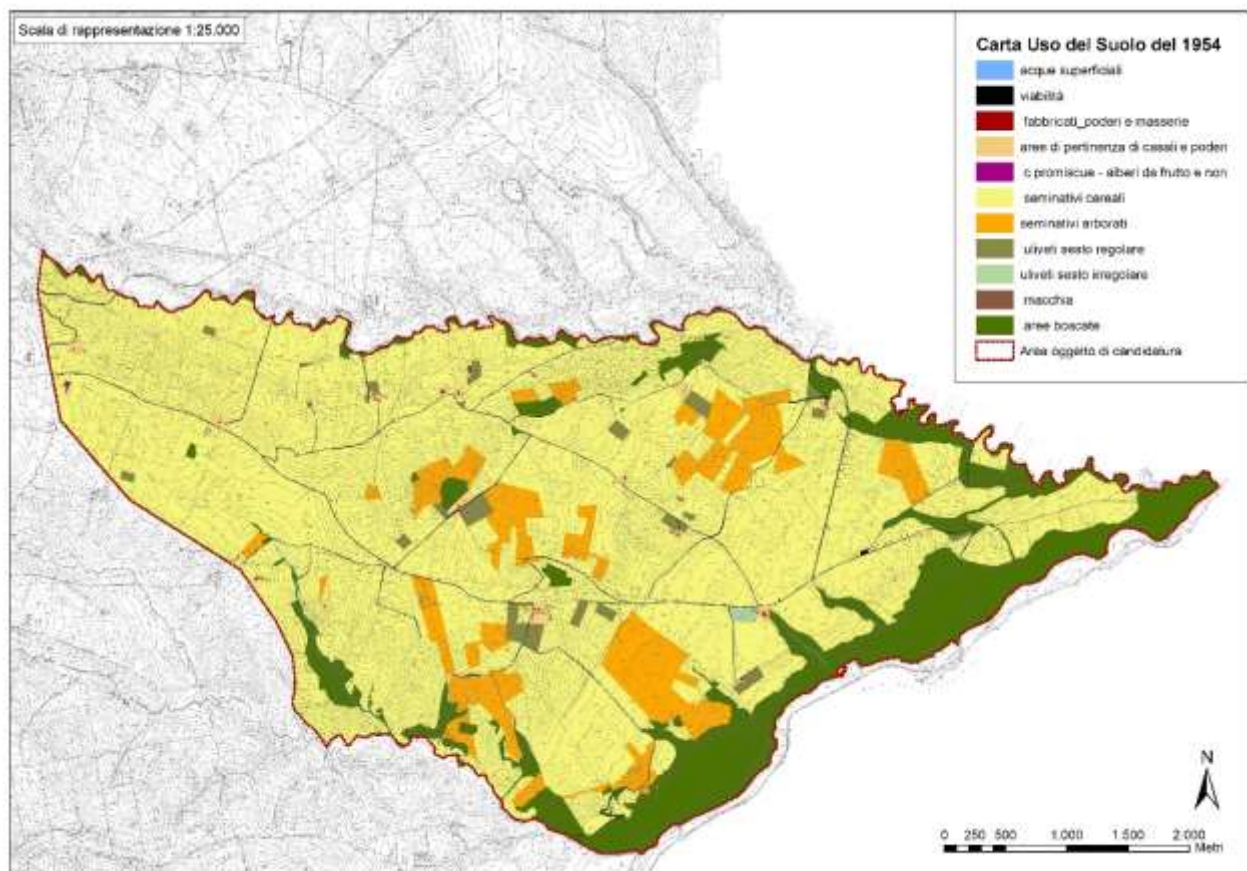 Scala di rappresentazione 1:25.000
Carta Uso del Suolo del 1954
acque superficiali
viabilità
fabbricati_poderi e masserie
aree di pertinenza di casali e poderi
c.promiscue - alberi da frutto e non
seminativi cereali
seminativi arborati
uliveti sesto regolare
uliveti sesto irregolare
macchia
aree boscate
Area oggetto di candidatura
N
0 250 500 1.000 1.500 2.000
Metri